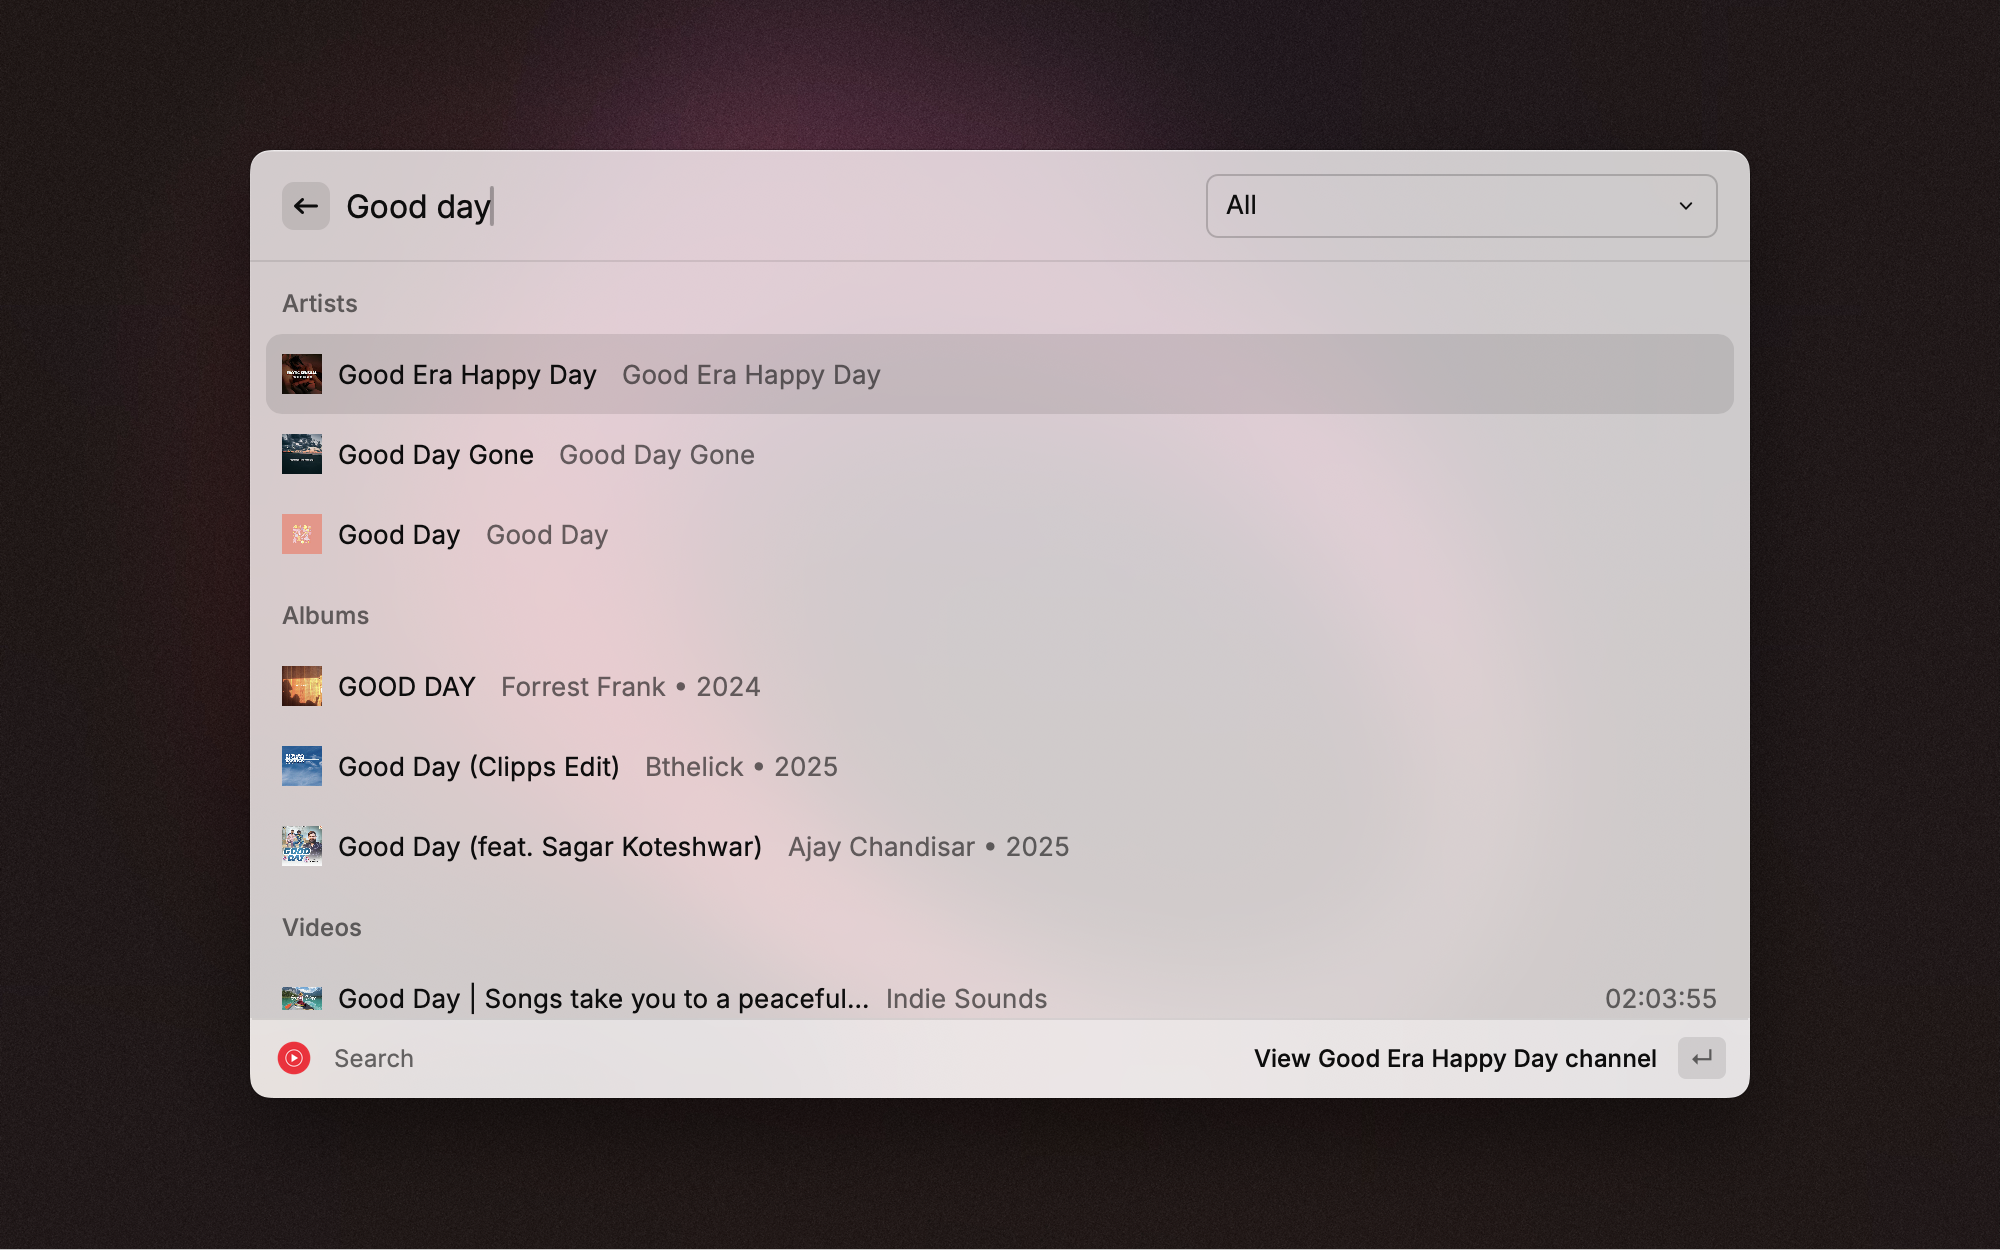 Good day
All
Artists
Good Era Happy Day Good Era Happy Day
Good Day Gone Good Day Gone
Good Day Good Day
Albums
GOOD DAY Forrest Frank • 2024
Good Day (Clipps Edit) Bthelick • 2025
Good Day (feat. Sagar Koteshwar) Ajay Chandisar • 2025
Videos
Good Day | Songs take you to a peaceful... Indie Sounds 02:03:55
Search View Good Era Happy Day channel